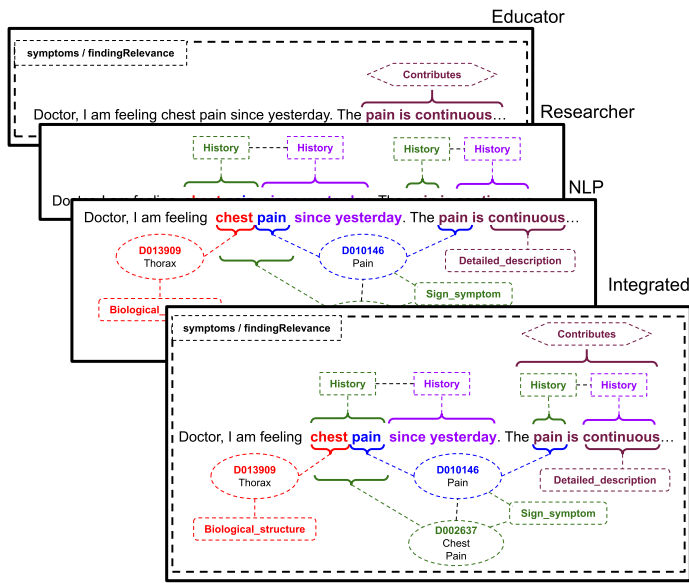 Educator
symptoms / findingRelevance
Contributes
Doctor, I am feeling chest pain since yesterday. The pain is continuous…
Researcher
History History History History
NLP
Doctor, I am feeling chest pain since yesterday. The pain is continuous…
D013909 D010146
Thorax Pain
Detailed_description
Sign_symptom
Biological_
Integrated
symptoms / findingRelevance
Contributes
History History History History
Doctor, I am feeling chest pain since yesterday. The pain is continuous…
D013909 D010146
Thorax Pain
Detailed_description
Sign_symptom
Biological_structure
D002637
Chest
Pain